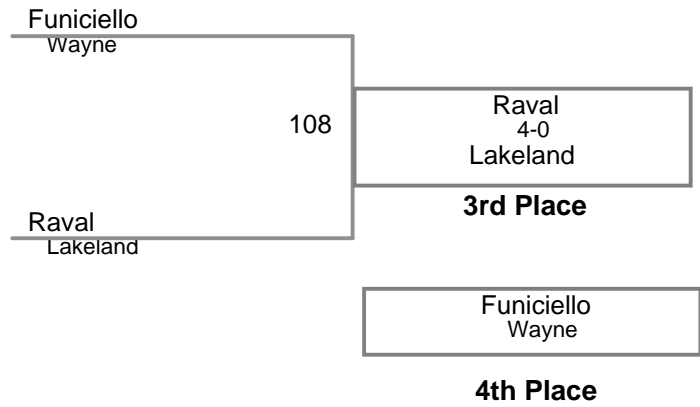 Funiciello
Wayne
108
Raval
4-0
Lakeland
3rd Place
Raval
Lakeland
Funiciello
Wayne
4th Place